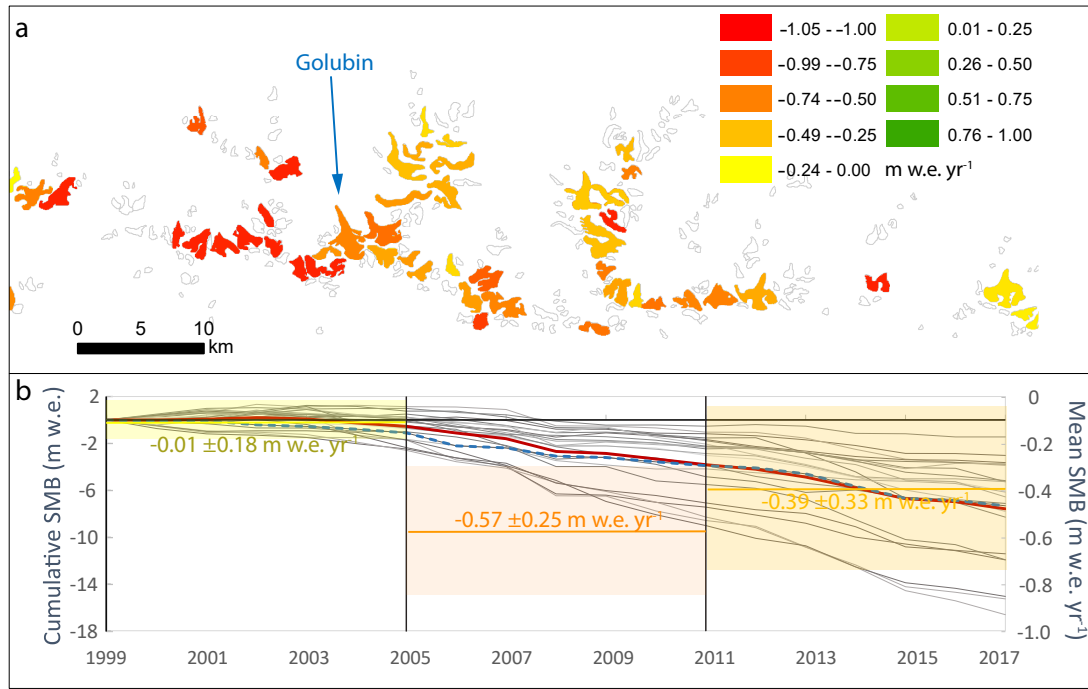 a
Golubin
−1.05 - −1.00
−0.99 - −0.75
−0.74 - −0.50
−0.49 - −0.25
−0.24 - 0.00
0.01 - 0.25
0.26 - 0.50
0.51 - 0.75
0.76 - 1.00
m w.e. yr⁻¹
0 5 10
km
b
Cumulative SMB (m w.e.)
2
-2
-6
-10
-14
-18
-0.01 ±0.18 m w.e. yr⁻¹
-0.57 ±0.25 m w.e. yr⁻¹
-0.39 ±0.33 m w.e. yr⁻¹
0
-0.2
-0.4
-0.6
-0.8
-1.0
Mean SMB (m w.e. yr⁻¹)
1999 2001 2003 2005 2007 2009 2011 2013 2015 2017